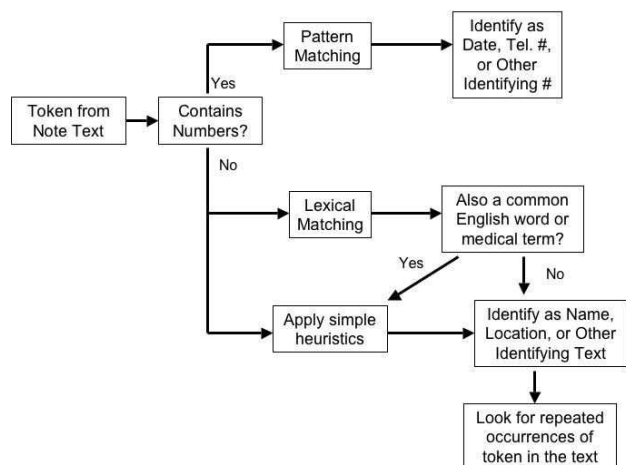 Pattern
Matching
Identify as
Date, Tel. #,
or Other
Identifying #
Yes
Token from
Note Text
Contains
Numbers?
No
Lexical
Matching
Also a common
English word or
medical term?
Yes
No
Apply simple
heuristics
Identify as Name,
Location, or Other
Identifying Text
Look for repeated
occurrences of
token in the text